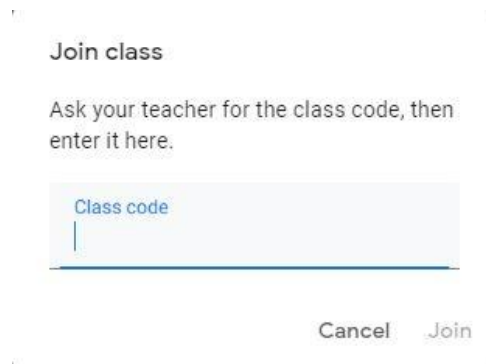 Join class
Ask your teacher for the class code, then
enter it here.
Class code
Cancel Join